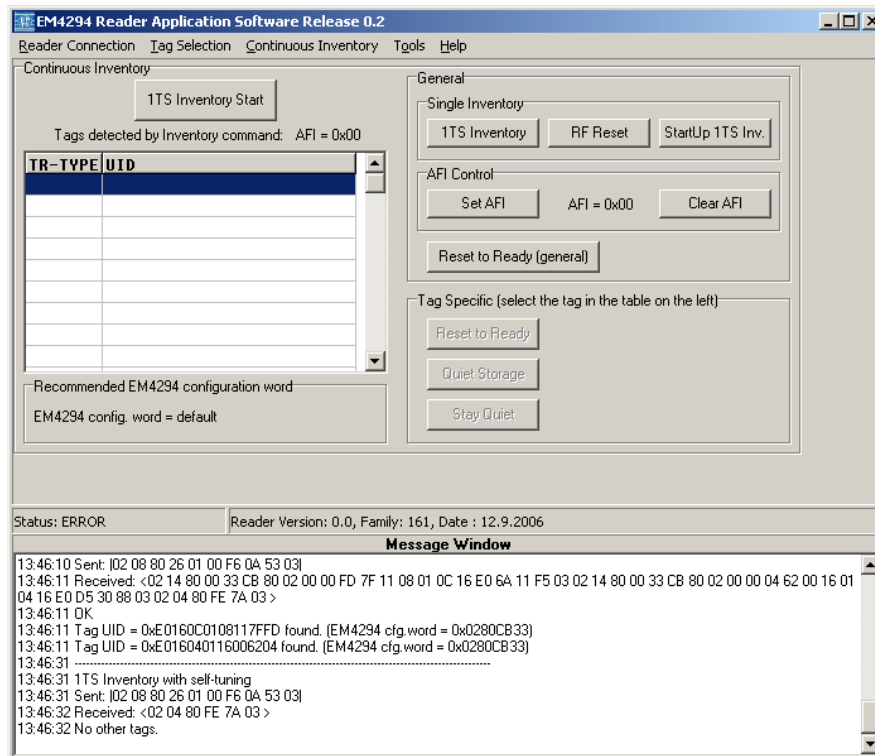 EM4294 Reader Application Software Release 0.2
Reader Connection Tag Selection Continuous Inventory Tools Help
Continuous Inventory
1TS Inventory Start
Tags detected by Inventory command: AFI = 0x00
TR-TYPE UID
Recommended EM4294 configuration word
EM4294 config. word = default
General
Single Inventory
1TS Inventory RF Reset StartUp 1TS Inv.
AFI Control
Set AFI AFI = 0x00 Clear AFI
Reset to Ready (general)
Tag Specific (select the tag in the table on the left)
Reset to Ready
Quiet Storage
Stay Quiet
Status: ERROR Reader Version: 0.0, Family: 161, Date : 12.9.2006
Message Window
13:46:10 Sent: |02 08 80 26 01 00 F6 0A 53 03|
13:46:11 Received: <02 14 80 00 33 CB 80 02 00 00 FD 7F 11 08 01 0C 16 E0 6A 11 F5 03 02 14 80 00 33 CB 80 02 00 00 04 62 00 16 01
04 16 E0 D5 30 88 03 02 04 80 FE 7A 03 >
13:46:11 OK
13:46:11 Tag UID = 0xE0160C0108117FFD found. (EM4294 cfg.word = 0x0280CB33)
13:46:11 Tag UID = 0xE016040116006204 found. (EM4294 cfg.word = 0x0280CB33)
13:46:31 --------------------------------------------------------------------------------------------------------
13:46:31 1TS Inventory with self-tuning
13:46:31 Sent: |02 08 80 26 01 00 F6 0A 53 03|
13:46:32 Received: <02 04 80 FE 7A 03 >
13:46:32 No other tags.